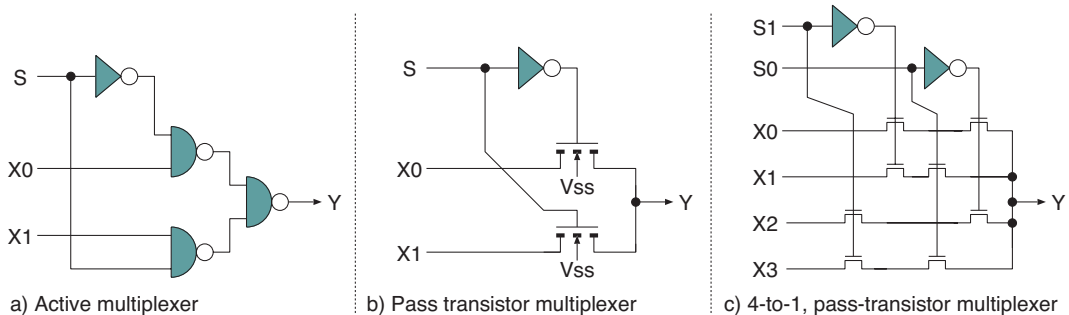 S
X0
X1
Y
a) Active multiplexer
S
X0
Vss
X1
Vss
Y
b) Pass transistor multiplexer
S1
S0
X0
X1
X2
X3
Y
c) 4-to-1, pass-transistor multiplexer